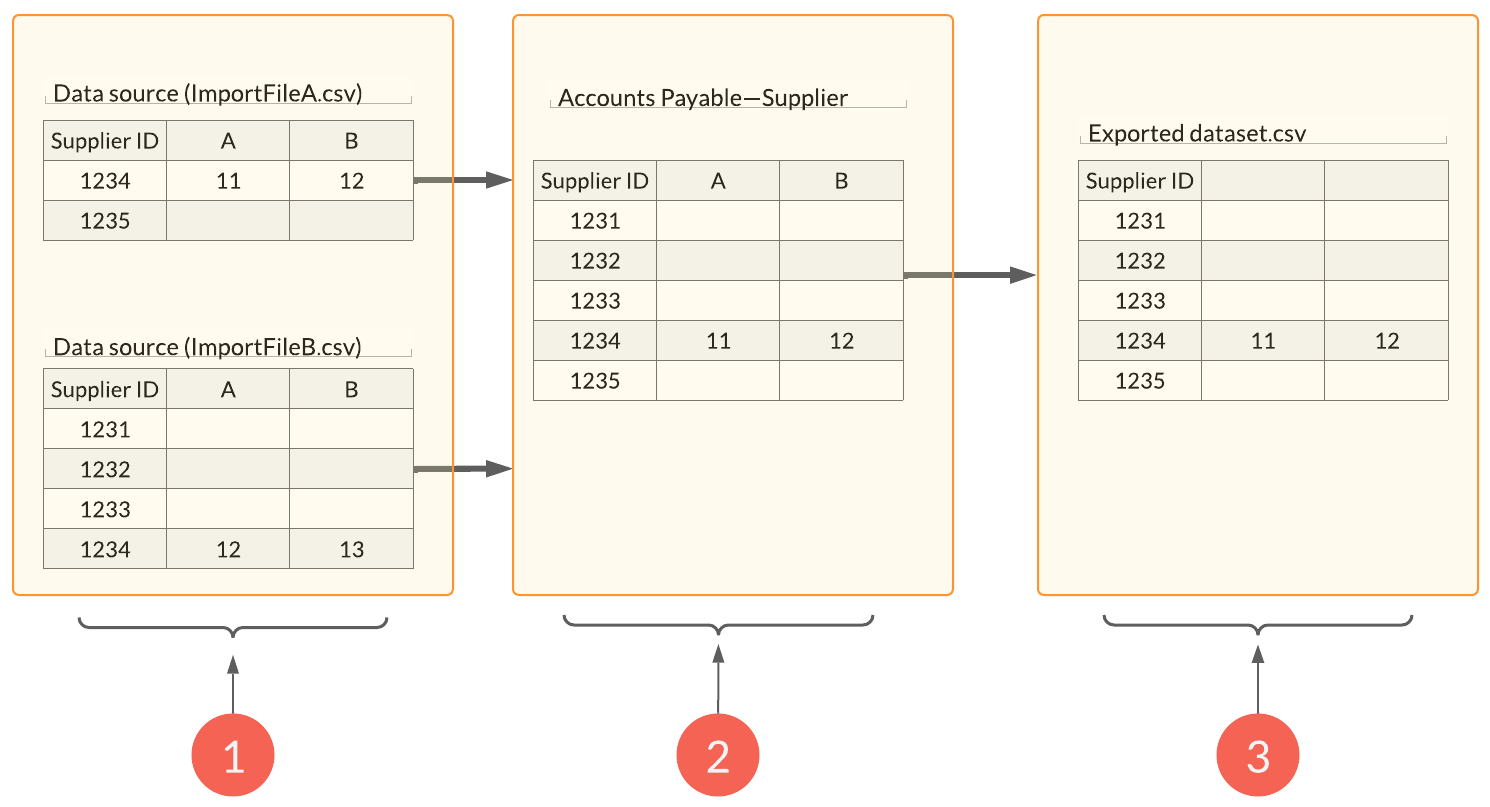 Data source (ImportFileA.csv)
Supplier ID A B
1234 11 12
1235
Data source (ImportFileB.csv)
Supplier ID A B
1231
1232
1233
1234 12 13
Accounts Payable—Supplier
Supplier ID A B
1231
1232
1233
1234 11 12
1235
Exported dataset.csv
Supplier ID
1231
1232
1233
1234 11 12
1235
1 2 3